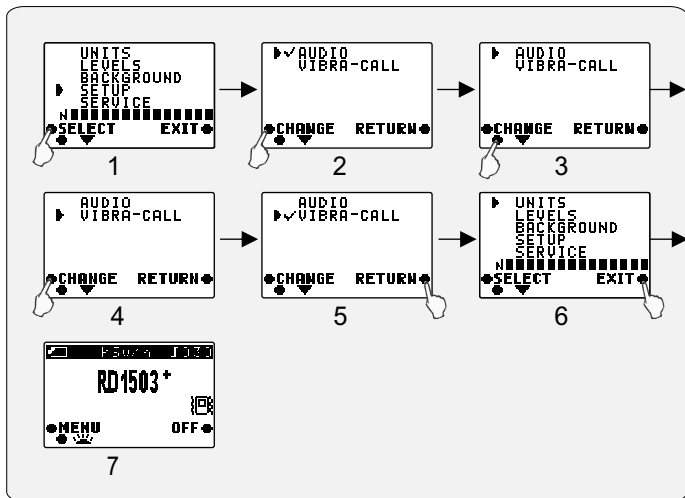 UNITS
LEVELS
BACKGROUND
SETUP
SERVICE
N
SELECT EXIT
1
AUDIO
VIBRA-CALL
CHANGE RETURN
2
AUDIO
VIBRA-CALL
CHANGE RETURN
3
AUDIO
VIBRA-CALL
CHANGE RETURN
4
AUDIO
VIBRA-CALL
CHANGE RETURN
5
UNITS
LEVELS
BACKGROUND
SETUP
SERVICE
N
SELECT EXIT
6
RD1503+
MENU OFF
7